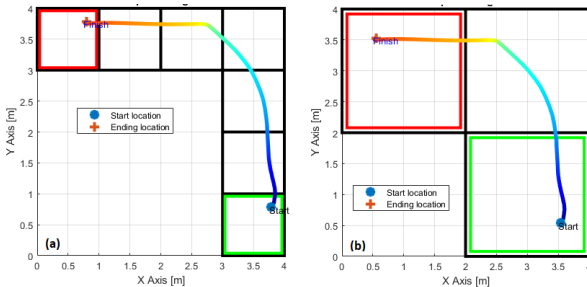 4
3.5
3
2.5
2
1.5
1
0.5
0
Y Axis [m]
Finish
Start location
Ending location
Start
(a)
0 0.5 1 1.5 2 2.5 3 3.5 4
X Axis [m]
4
3.5
3
2.5
2
1.5
1
0.5
0
Y Axis [m]
Finish
Start location
Ending location
Start
(b)
0 0.5 1 1.5 2 2.5 3 3.5
X Axis [m]